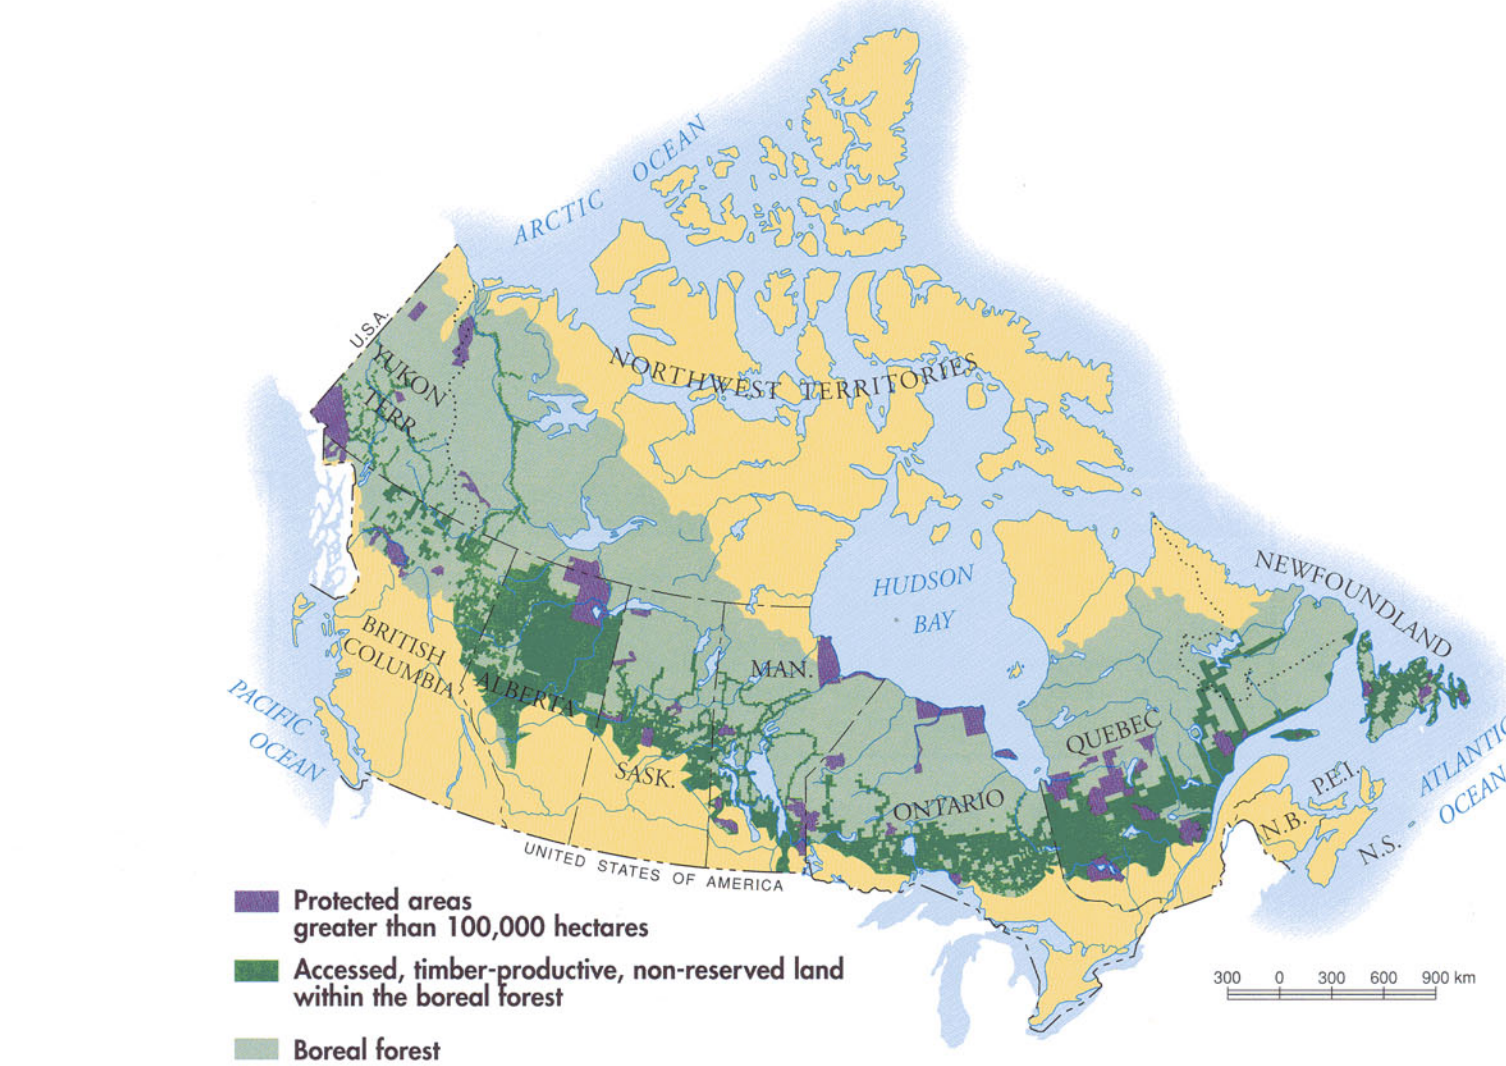 ARCTIC OCEAN
U.S.A.
YUKON
TERR.
NORTHWEST TERRITORIES
HUDSON
BAY
NEWFOUNDLAND
BRITISH
COLUMBIA
ALBERTA
MAN.
PACIFIC
OCEAN
SASK.
QUEBEC
ONTARIO
P.E.I.
N.B.
N.S.
ATLANTIC
OCEAN
UNITED STATES OF AMERICA
Protected areas
greater than 100,000 hectares
Accessed, timber-productive, non-reserved land
within the boreal forest
Boreal forest
300 0 300 600 900 km